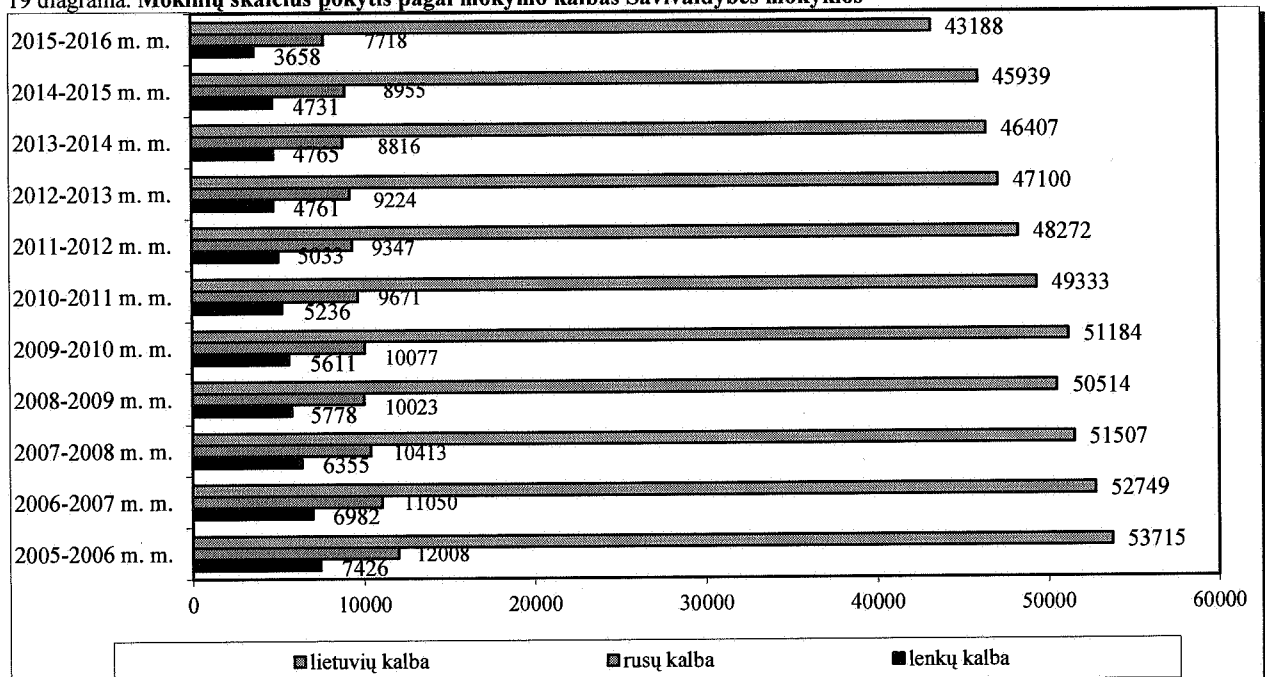 19 diagrama. Mokinių skaičius pokytis pagal mokymo kalbas Savivaldybės mokyklos
2015-2016 m. m.
43188
7718
3658
2014-2015 m. m.
45939
8955
4731
2013-2014 m. m.
46407
8816
4765
2012-2013 m. m.
47100
9224
4761
2011-2012 m. m.
48272
9347
5033
2010-2011 m. m.
49333
9671
5236
2009-2010 m. m.
51184
10077
5611
2008-2009 m. m.
50514
10023
5778
2007-2008 m. m.
51507
10413
6355
2006-2007 m. m.
52749
11050
6982
2005-2006 m. m.
53715
12008
7426
0 10000 20000 30000 40000 50000 60000
lietuvių kalba rusų kalba lenkų kalba